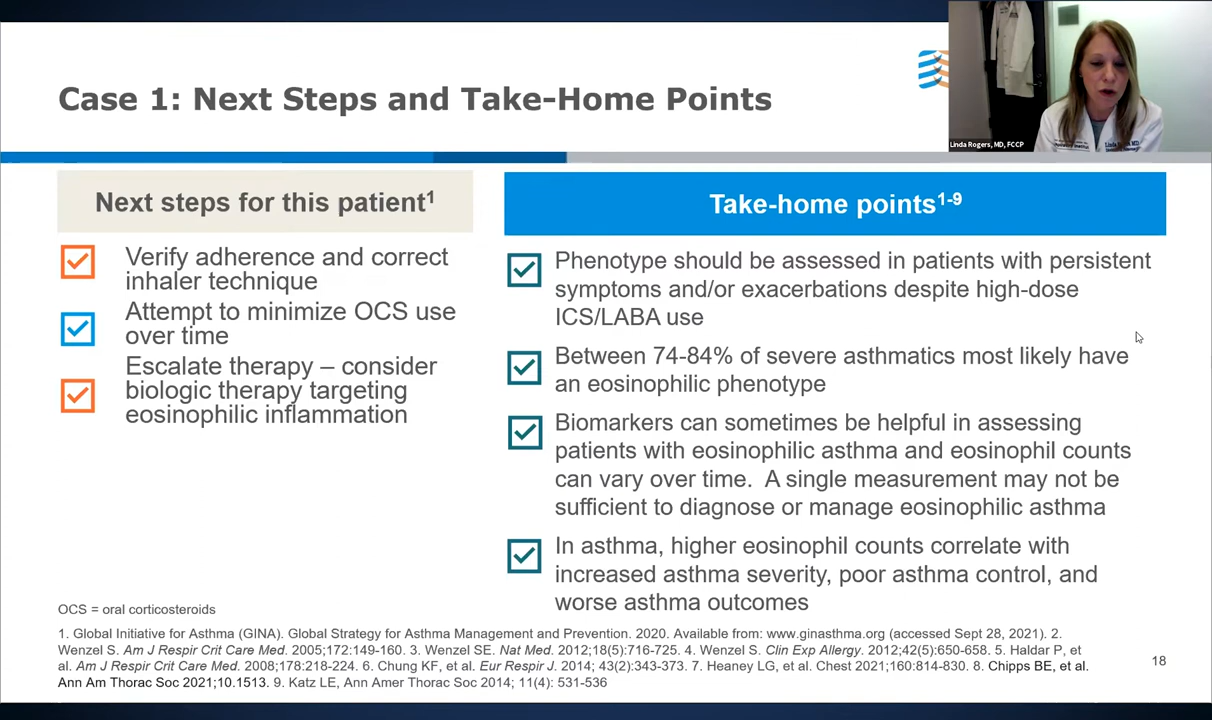 Case 1: Next Steps and Take-Home Points
Linda Rogers, MD, FCCP
Next steps for this patient1
Verify adherence and correct
inhaler technique
Attempt to minimize OCS use
over time
Escalate therapy – consider
biologic therapy targeting
eosinophilic inflammation
Take-home points1-9
Phenotype should be assessed in patients with persistent
symptoms and/or exacerbations despite high-dose
ICS/LABA use
Between 74-84% of severe asthmatics most likely have
an eosinophilic phenotype
Biomarkers can sometimes be helpful in assessing
patients with eosinophilic asthma and eosinophil counts
can vary over time.  A single measurement may not be
sufficient to diagnose or manage eosinophilic asthma
In asthma, higher eosinophil counts correlate with
increased asthma severity, poor asthma control, and
worse asthma outcomes
OCS = oral corticosteroids
1. Global Initiative for Asthma (GINA). Global Strategy for Asthma Management and Prevention. 2020. Available from: www.ginasthma.org (accessed Sept 28, 2021). 2.
Wenzel S. Am J Respir Crit Care Med. 2005;172:149-160. 3. Wenzel SE. Nat Med. 2012;18(5):716-725. 4. Wenzel S. Clin Exp Allergy. 2012;42(5):650-658. 5. Haldar P, et
al. Am J Respir Crit Care Med. 2008;178:218-224. 6. Chung KF, et al. Eur Respir J. 2014; 43(2):343-373. 7. Heaney LG, et al. Chest 2021;160:814-830. 8. Chipps BE, et al.
Ann Am Thorac Soc 2021;10.1513. 9. Katz LE, Ann Amer Thorac Soc 2014; 11(4): 531-536
18